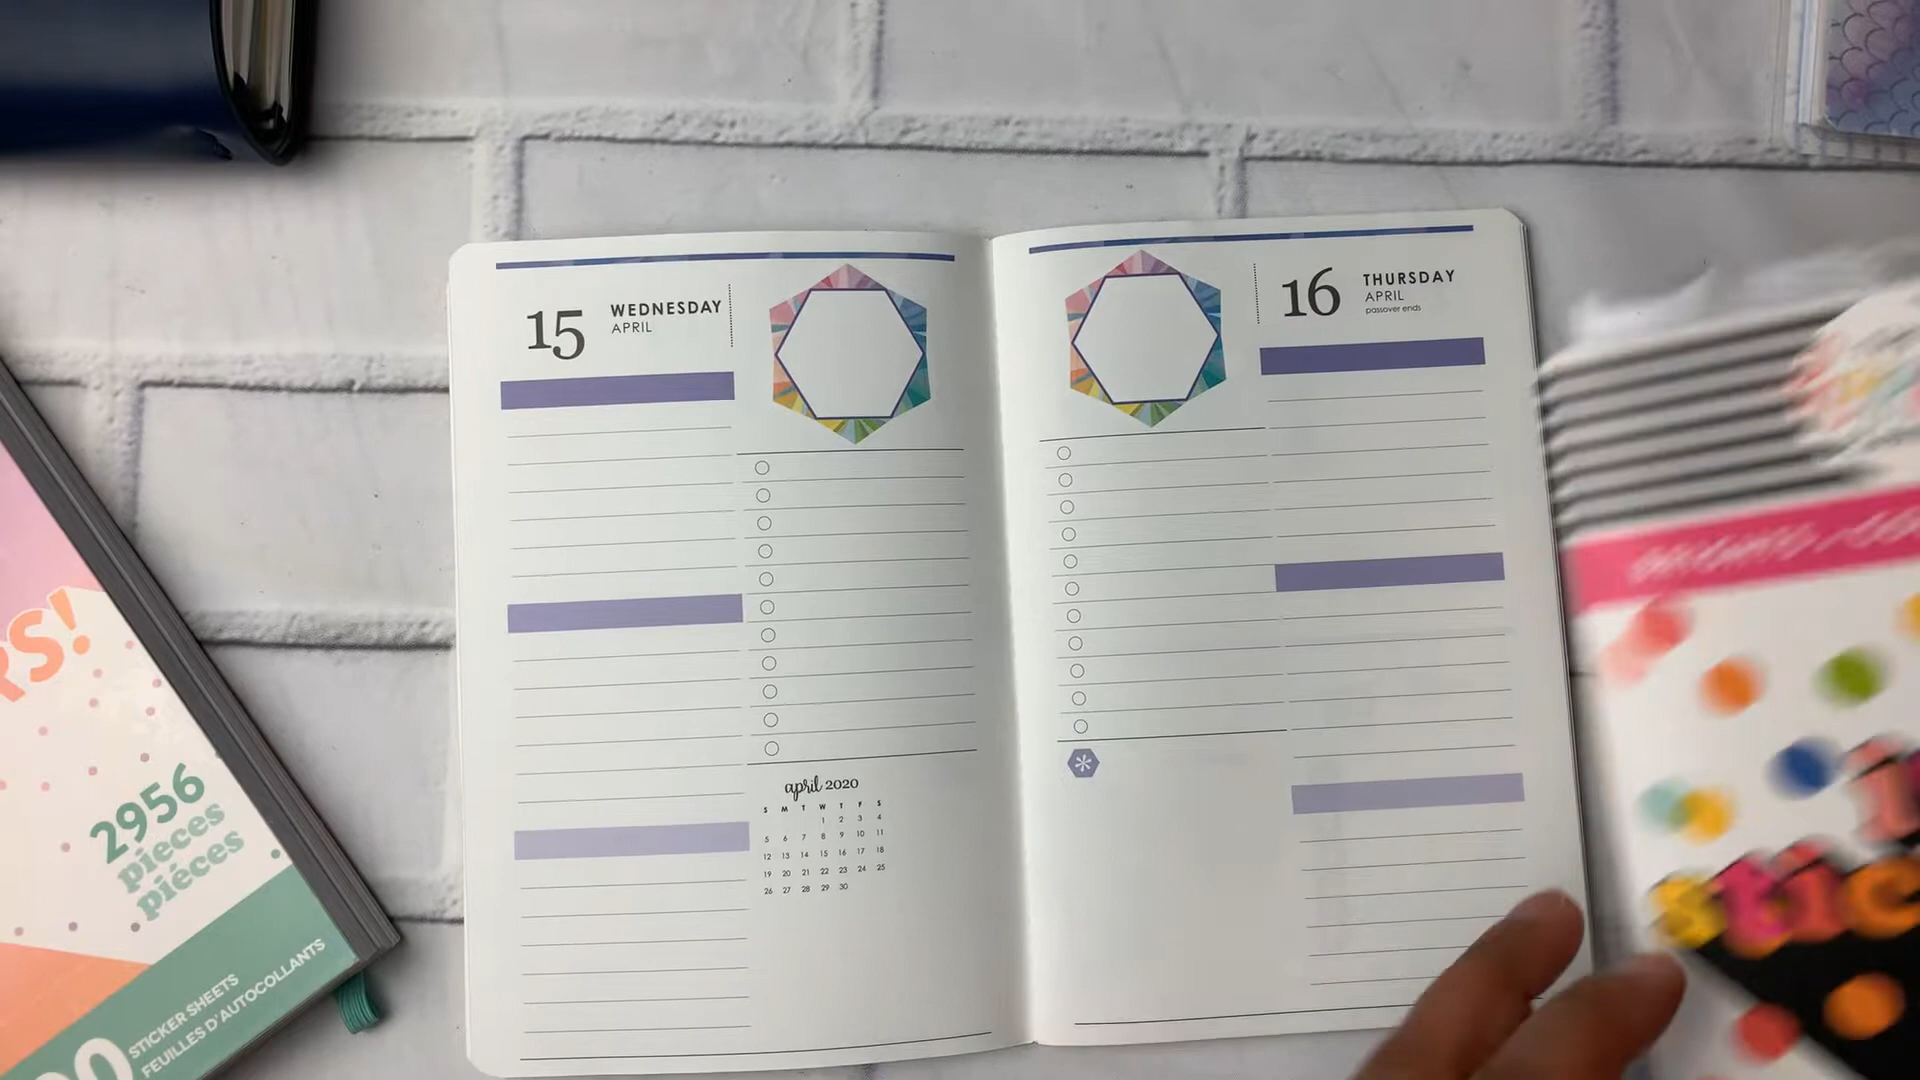 15
WEDNESDAY
APRIL
april 2020
S M T W T F S
1 2 3 4
5 6 7 8 9 10 11
12 13 14 15 16 17 18
19 20 21 22 23 24 25
26 27 28 29 30
16
THURSDAY
APRIL
passover ends
RS!
2956
pieces
pièces
STICKER SHEETS
FEUILLES D'AUTOCOLLANTS
stic